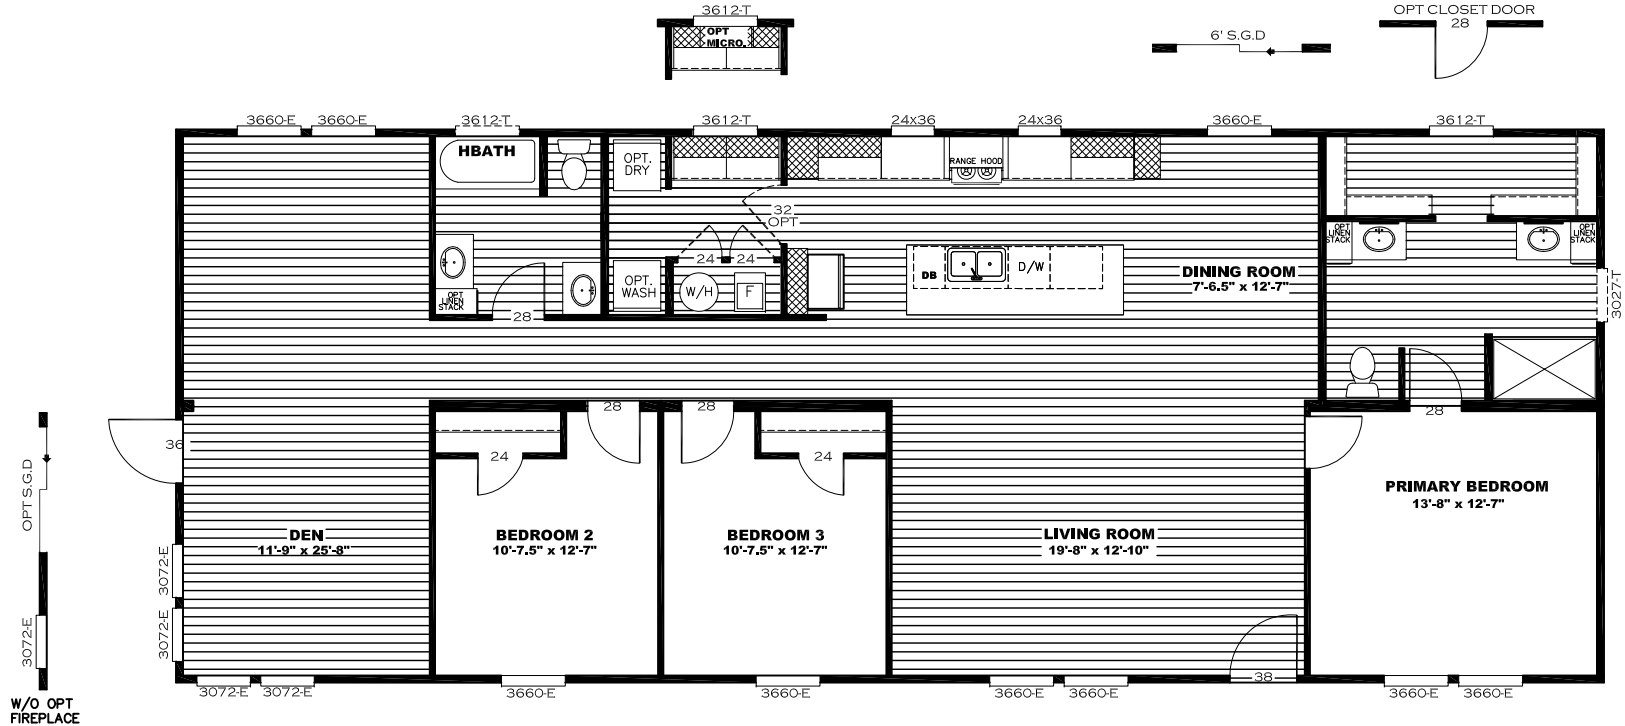 3612-T
OPT
MICRO.
6' S.G.D
OPT CLOSET DOOR
28
3660-E
3660-E
3612-T
3612-T
24x36
24x36
3660-E
3612-T
HBATH
OPT.
DRY
RANGE HOOD
32
OPT
24
24
OPT
LINEN
STACK
OPT
LINEN
STACK
DB
D/W
DINING ROOM
7'-6.5" x 12'-7"
OPT.
WASH
W/H
F
OPT
LINEN
STACK
28
3027-T
28
28
28
36
24
24
OPT S.G.D
PRIMARY BEDROOM
13'-8" x 12'-7"
DEN
11'-9" x 25'-8"
BEDROOM 2
10'-7.5" x 12'-7"
BEDROOM 3
10'-7.5" x 12'-7"
LIVING ROOM
19'-8" x 12'-10"
3072-E
3072-E
3072-E
38
3072-E
3072-E
3660-E
3660-E
3660-E
3660-E
3660-E
3660-E
W/O OPT
FIREPLACE